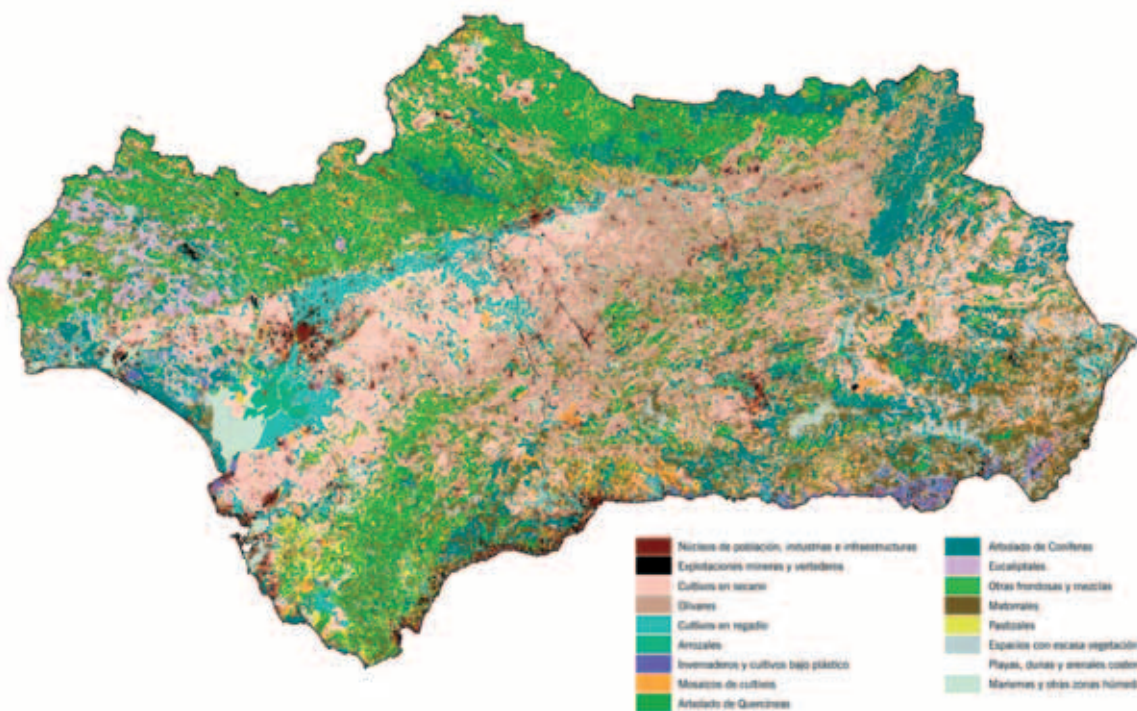 Núcleos de población, industrias e infraestructuras
Explotaciones mineras y vertederos
Cultivos en secano
Olivares
Cultivos en regadío
Arrozales
Invernaderos y cultivos bajo plástico
Mosaicos de cultivos
Arbolado de Quercíneas
Arbolado de Coníferas
Eucaliptales
Otras frondosas y mezclas
Matorrales
Pastizales
Espacios con escasa vegetación
Playas, dunas y arenales coster
Marismas y otras zonas húmeda